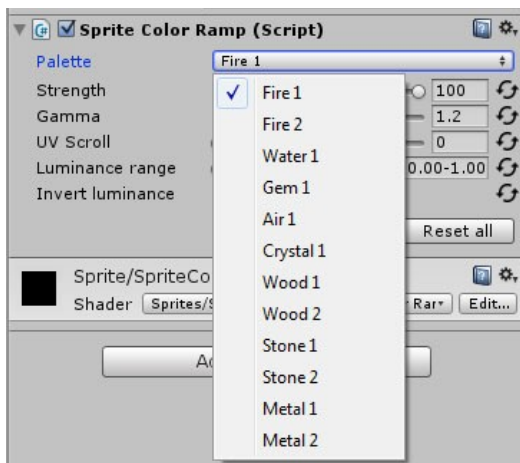 Sprite Color Ramp (Script)
Palette Fire 1
Strength 100
Gamma 1.2
UV Scroll 0
Luminance range 0.00-1.00
Invert luminance
Reset all
Fire 1
Fire 2
Water 1
Gem 1
Air 1
Crystal 1
Wood 1
Wood 2
Stone 1
Stone 2
Metal 1
Metal 2
Sprite/SpriteCo
Shader Sprites/S Rar Edit...